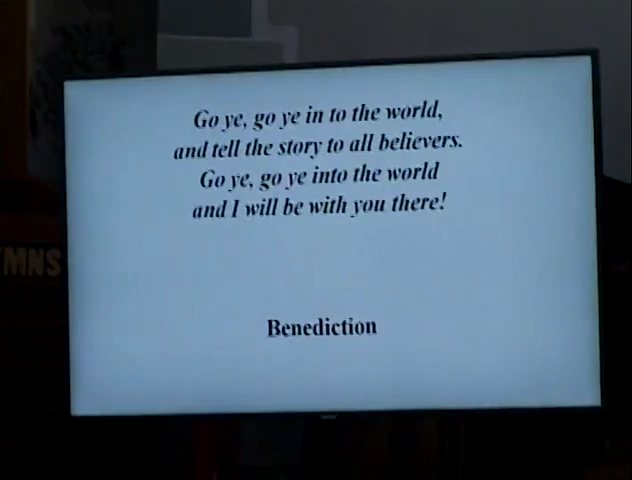 Go ye, go ye in to the world,
and tell the story to all believers.
Go ye, go ye into the world
and I will be with you there!
MNS
Benediction